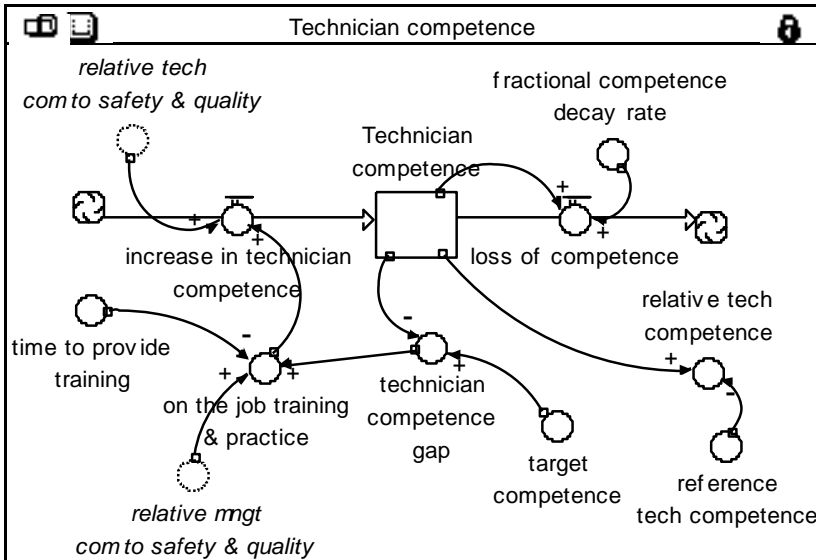 Technician competence
relative tech
com to safety & quality
fractional competence
decay rate
Technician
competence
+
+
+
+
increase in technician
competence
loss of competence
relative tech
competence
time to provide
training
-
-
+
+
+
+
-
on the job training
& practice
technician
competence
gap
target
competence
reference
tech competence
relative mngt
com to safety & quality